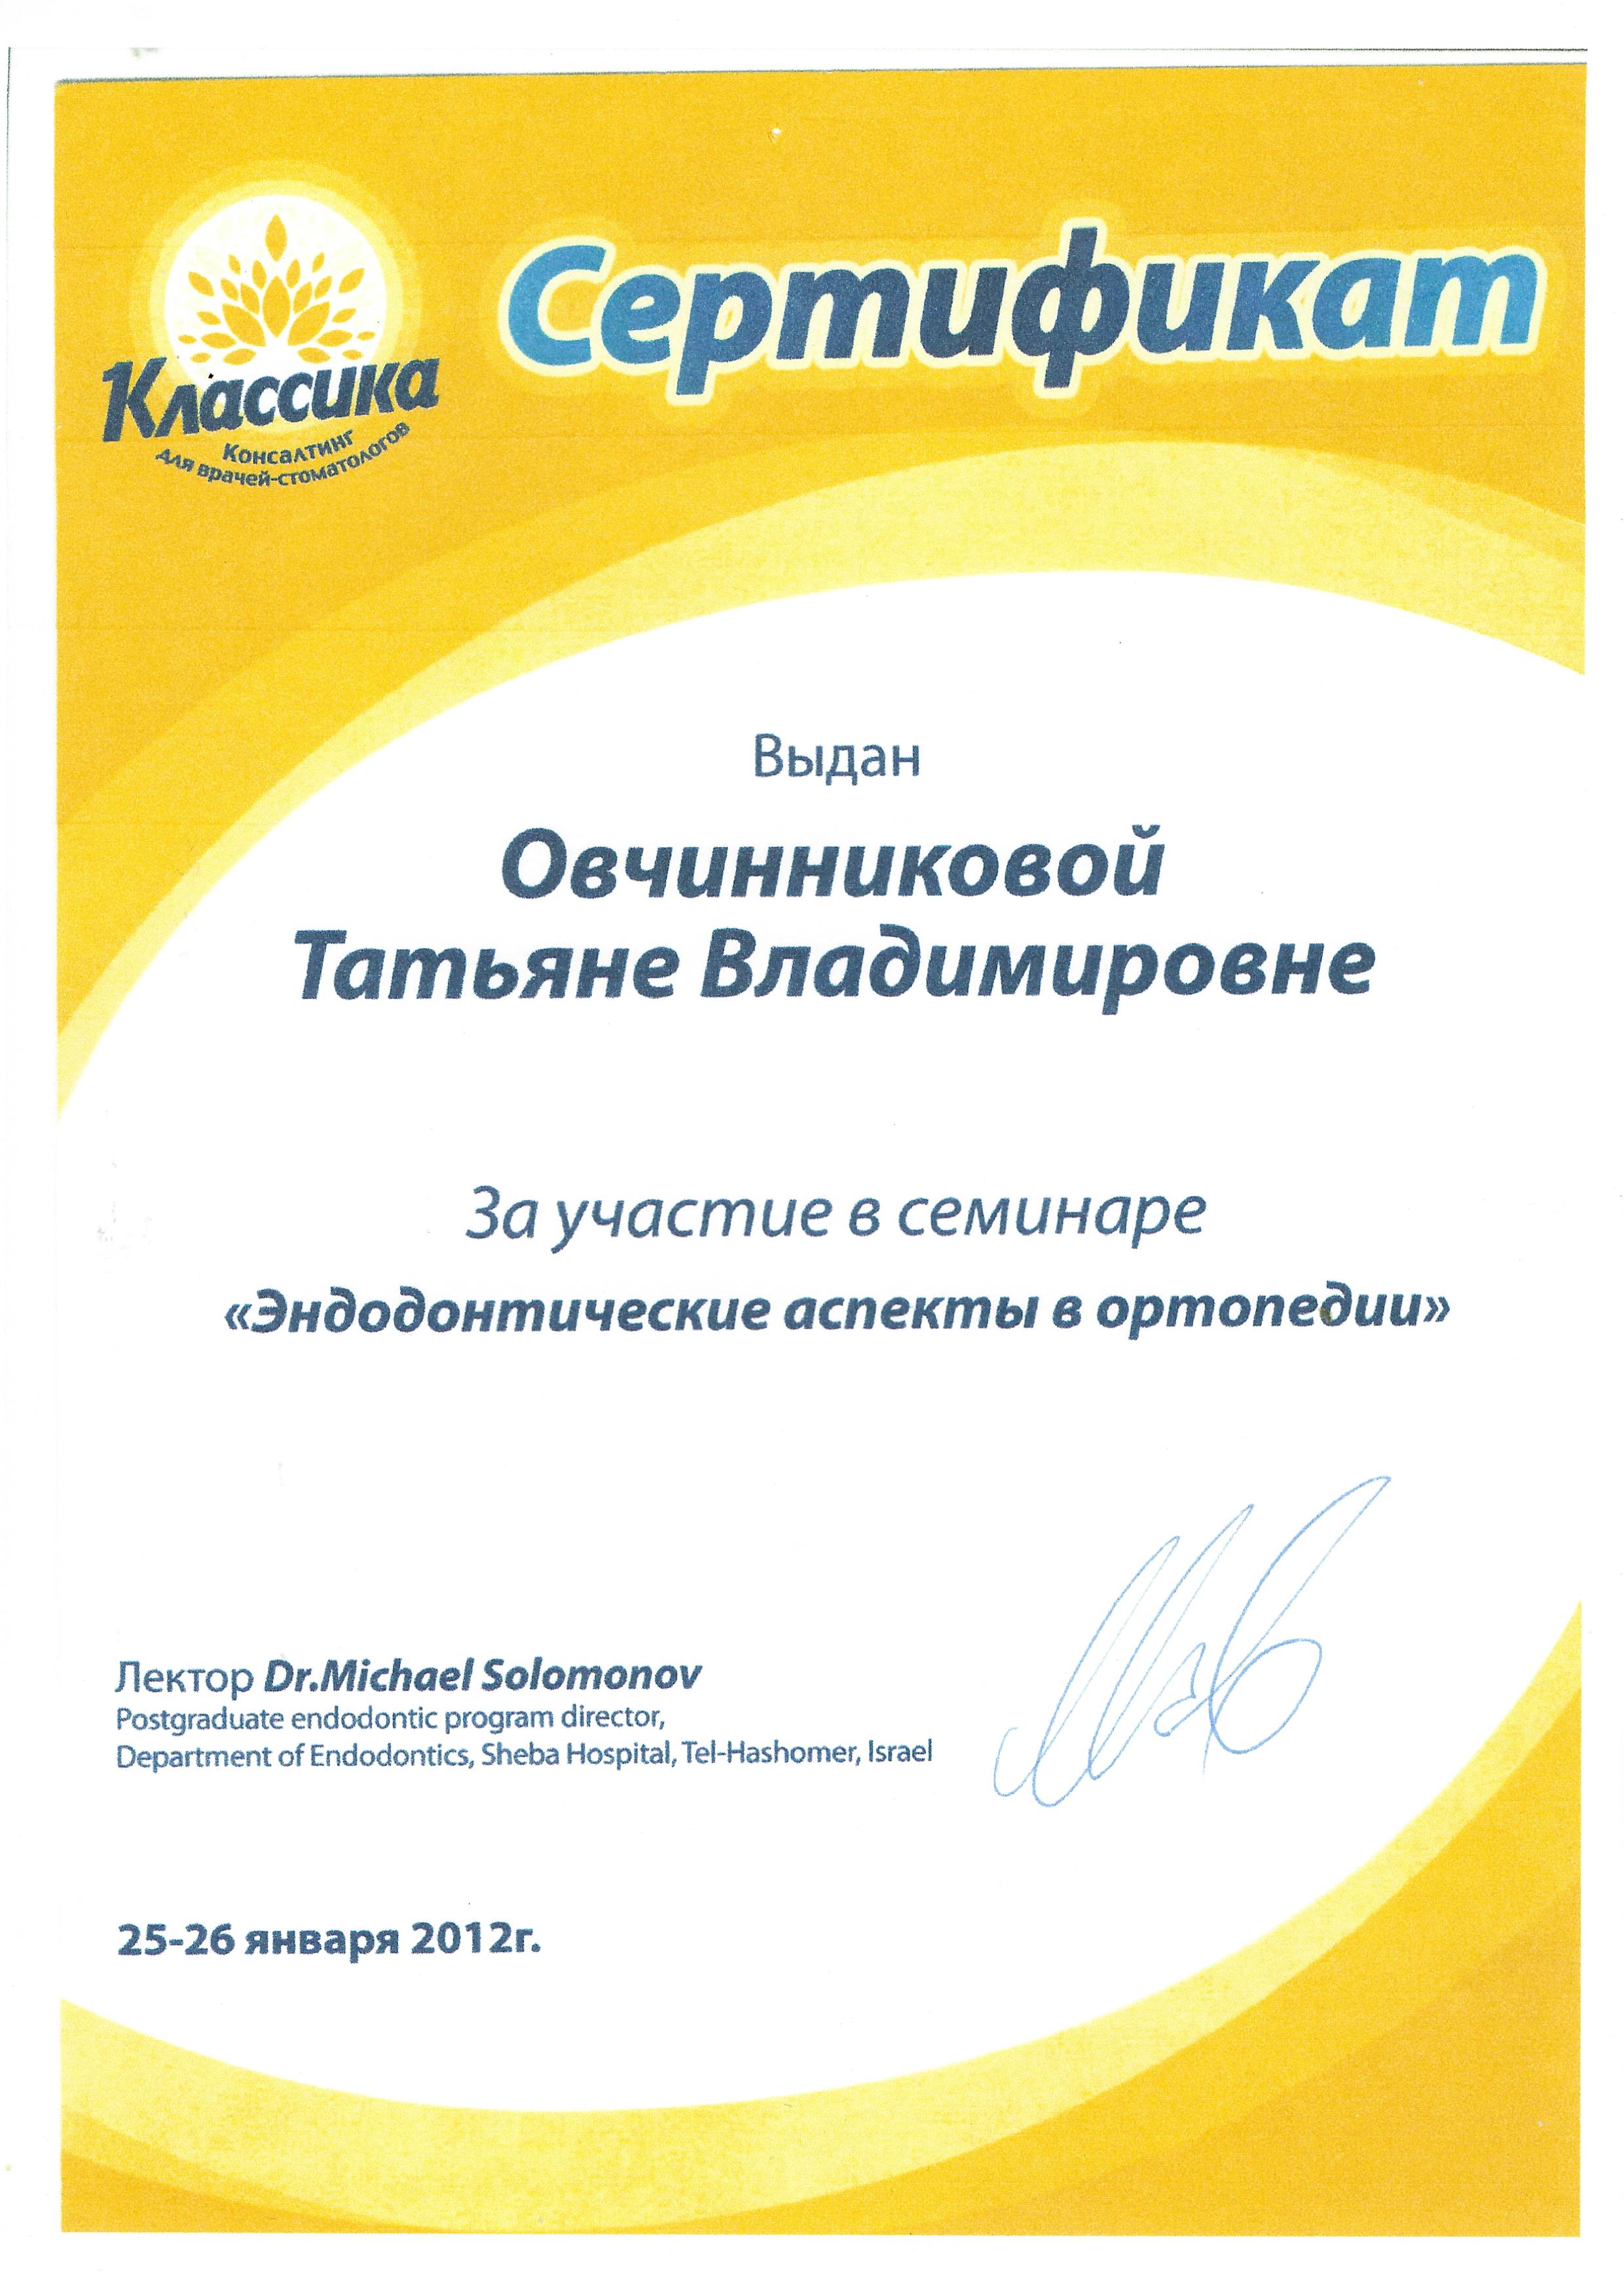 Сертификат
Классика
Консалтинг
для врачей-стоматологов
Выдан
Овчинниковой
Татьяне Владимировне
За участие в семинаре
«Эндодонтические аспекты в ортопедии»
Лектор Dr.Michael Solomonov
Postgraduate endodontic program director,
Department of Endodontics, Sheba Hospital, Tel-Hashomer, Israel
25-26 января 2012г.